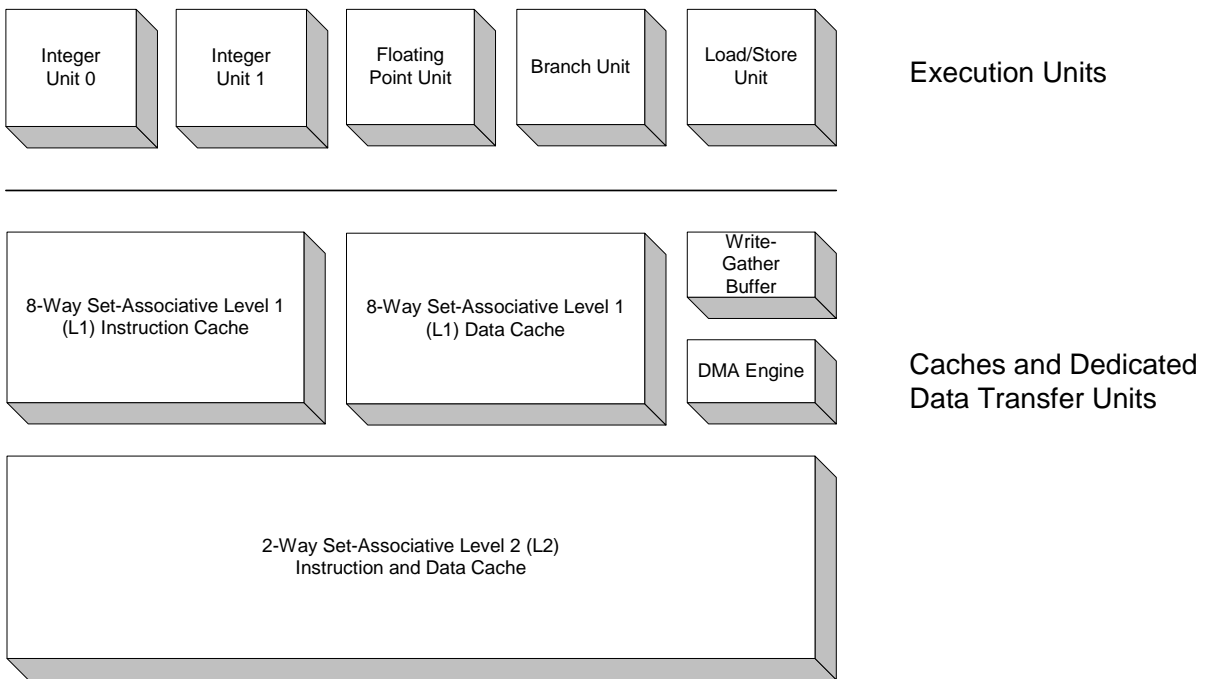 Integer
Unit 0
Integer
Unit 1
Floating
Point Unit
Branch Unit
Load/Store
Unit
Execution Units
8-Way Set-Associative Level 1
(L1) Instruction Cache
8-Way Set-Associative Level 1
(L1) Data Cache
Write-
Gather
Buffer
DMA Engine
Caches and Dedicated
Data Transfer Units
2-Way Set-Associative Level 2 (L2)
Instruction and Data Cache